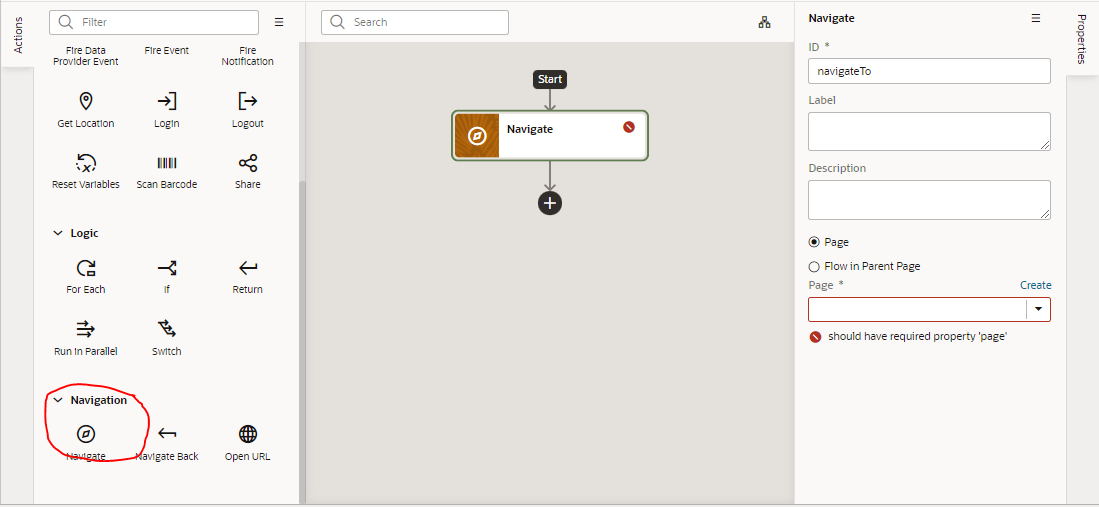 Actions
Filter
Fire Data
Provider Event
Fire Event
Fire
Notification
Get Location
Login
Logout
Reset Variables
Scan Barcode
Share
Logic
For Each
If
Return
Run in Parallel
Switch
Navigation
Navigate
Navigate Back
Open URL
Search
Start
Navigate
Navigate
ID *
navigateTo
Label
Description
Page
Flow in Parent Page
Page *
Create
should have required property 'page'
Properties